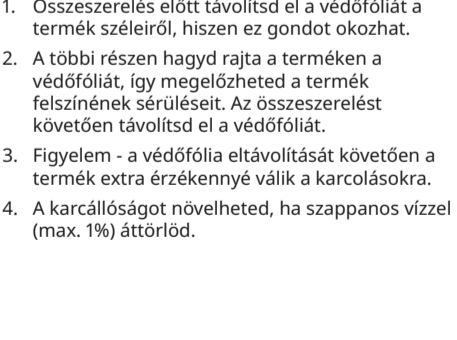 1. Összeszerelés előtt távolítsd el a védőfóliát a
termék széleiről, hiszen ez gondot okozhat.
2. A többi részen hagyd rajta a terméken a
védőfóliát, így megelőzheted a termék
felszínének sérüléseit. Az összeszerelést
követően távolítsd el a védőfóliát.
3. Figyelem - a védőfólia eltávolítását követően a
termék extra érzékennyé válik a karcolásokra.
4. A karcállóságot növelheted, ha szappanos vízzel
(max. 1%) áttörlöd.